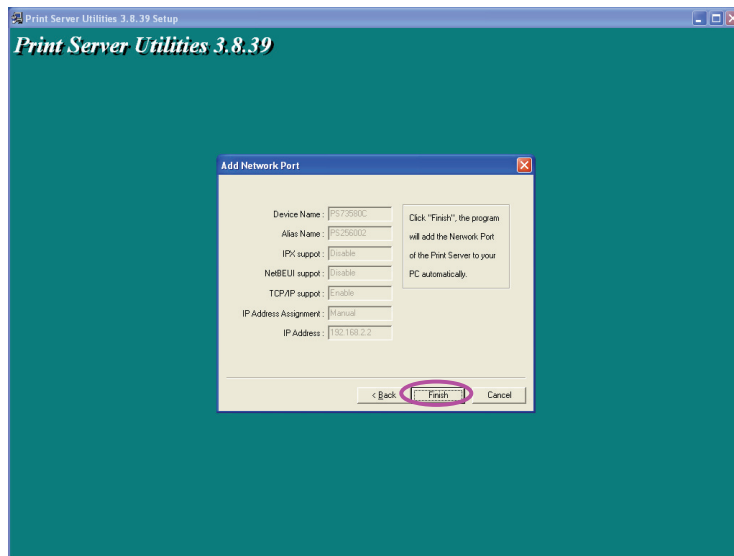 Print Server Utilities 3.8.39 Setup
Print Server Utilities 3.8.39
Add Network Port
Device Name : PS73580C
Alias Name : PS256002
IPX suppot : Disable
NetBEUI suppot : Disable
TCP/IP suppot : Enable
IP Address Assignment : Manual
IP Address : 192.168.2.2
Click "Finish", the program
will add the Nerwork Port
of the Print Server to your
PC automatically.
< Back
Finish
Cancel